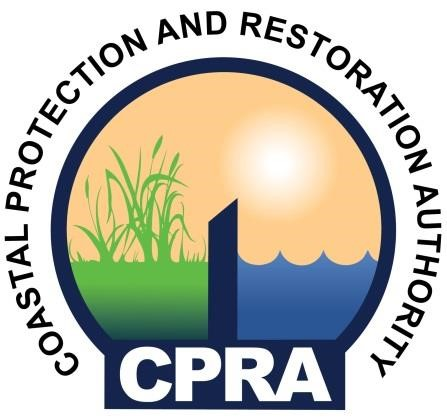 COASTAL PROTECTION AND RESTORATION AUTHORITY
CPRA